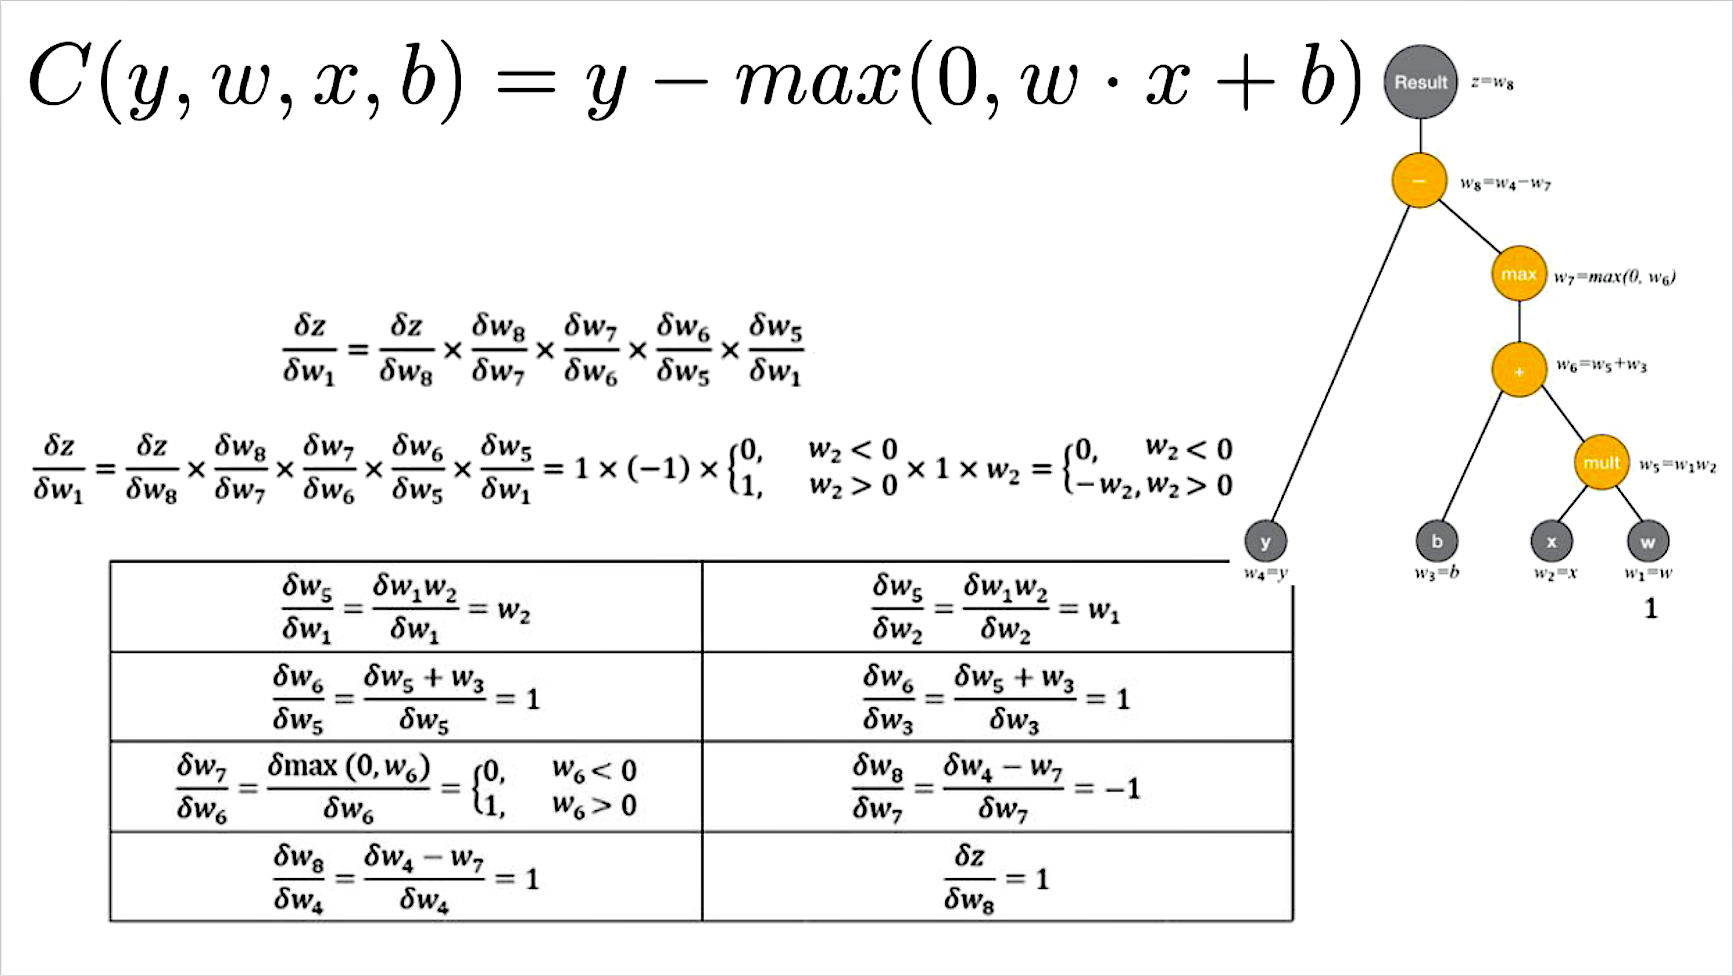 C(y, w, x, b) = y − max(0, w · x + b)
Result z=w₈
− w₈=w₄−w₇
max w₇=max(0, w₆)
+ w₆=w₅+w₃
mult w₅=w₁w₂
y b x w
w₄=y w₃=b w₂=x w₁=w
1
δz/δw₁ = δz/δw₈ × δw₈/δw₇ × δw₇/δw₆ × δw₆/δw₅ × δw₅/δw₁
δz/δw₁ = δz/δw₈ × δw₈/δw₇ × δw₇/δw₆ × δw₆/δw₅ × δw₅/δw₁ = 1 × (−1) × {0, w₂ < 0; 1, w₂ > 0 × 1 × w₂ = {0, w₂ < 0; −w₂, w₂ > 0
δw₅/δw₁ = δw₁w₂/δw₁ = w₂
δw₅/δw₂ = δw₁w₂/δw₂ = w₁
δw₆/δw₅ = δw₅ + w₃/δw₅ = 1
δw₆/δw₃ = δw₅ + w₃/δw₃ = 1
δw₇/δw₆ = δmax (0, w₆)/δw₆ = {0, w₆ < 0; 1, w₆ > 0
δw₈/δw₇ = δw₄ − w₇/δw₇ = −1
δw₈/δw₄ = δw₄ − w₇/δw₄ = 1
δz/δw₈ = 1